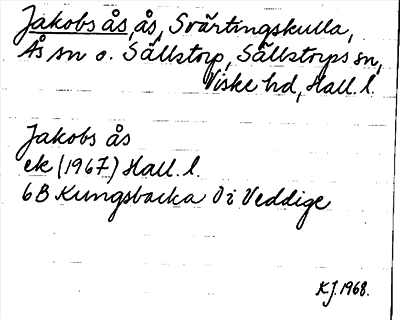 Jakobs ås, ås, Svärtingskulla,
Ås sn o. Sällstorp, Sällstorps sn,
Viske hd, Hall. l.
Jakobs ås
ek (1967) Hall. l.
6B Kungsbacka Öi Veddige
KJ. 1968.